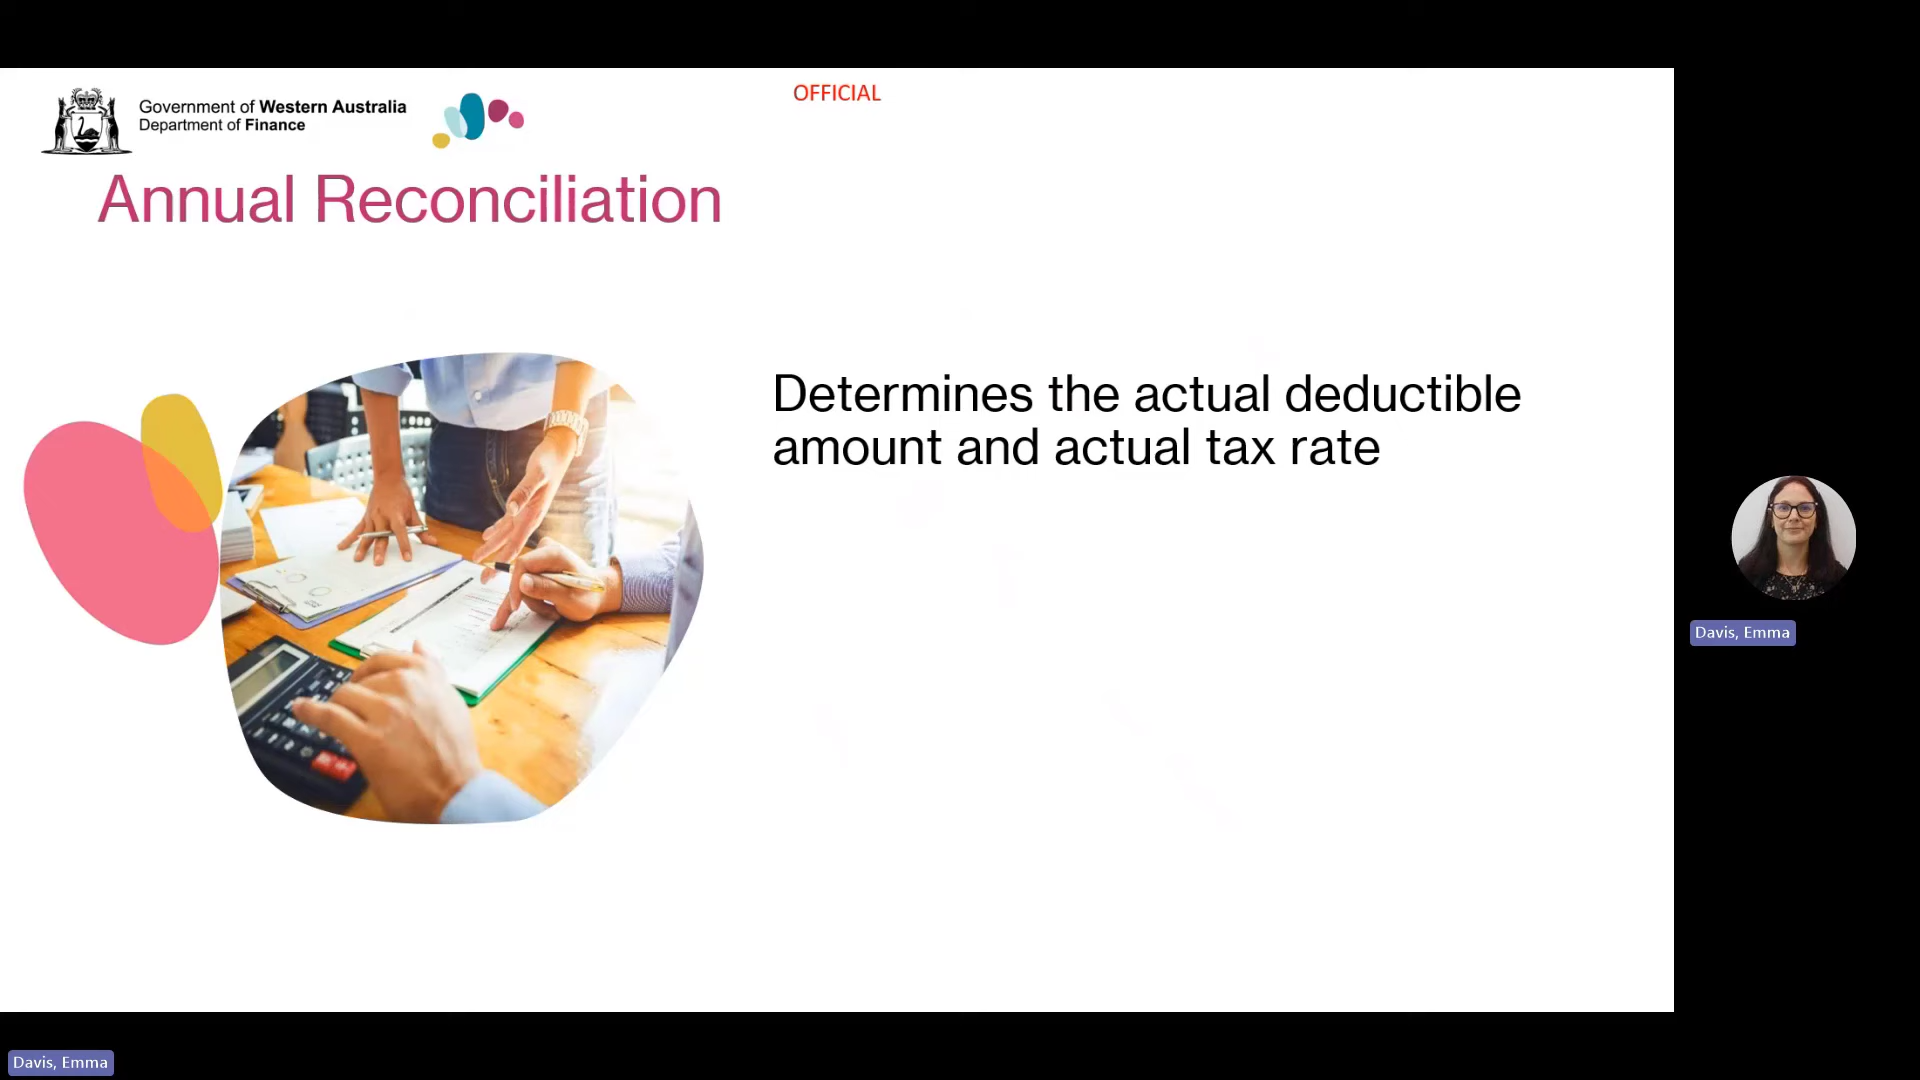 OFFICIAL
Government of Western Australia
Department of Finance
Annual Reconciliation
Determines the actual deductible
amount and actual tax rate
Davis, Emma
Davis, Emma